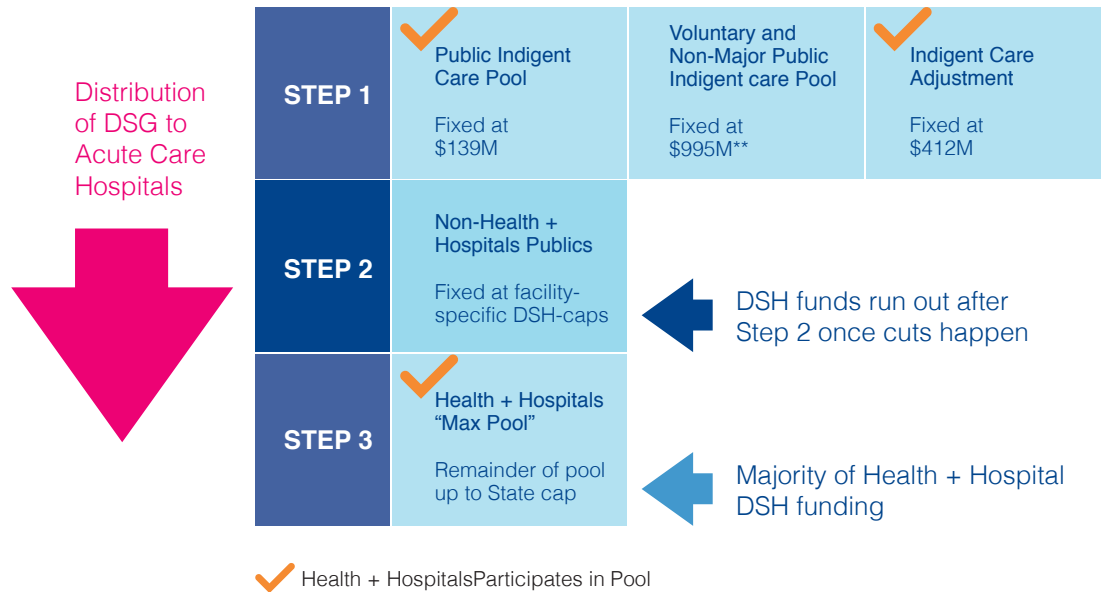 Distribution
of DSG to
Acute Care
Hospitals
STEP 1
Public Indigent
Care Pool
Fixed at
$139M
Voluntary and
Non-Major Public
Indigent care Pool
Fixed at
$995M**
Indigent Care
Adjustment
Fixed at
$412M
STEP 2
Non-Health +
Hospitals Publics
Fixed at facility-
specific DSH-caps
DSH funds run out after
Step 2 once cuts happen
STEP 3
Health + Hospitals
“Max Pool”
Remainder of pool
up to State cap
Majority of Health + Hospital
DSH funding
Health + HospitalsParticipates in Pool